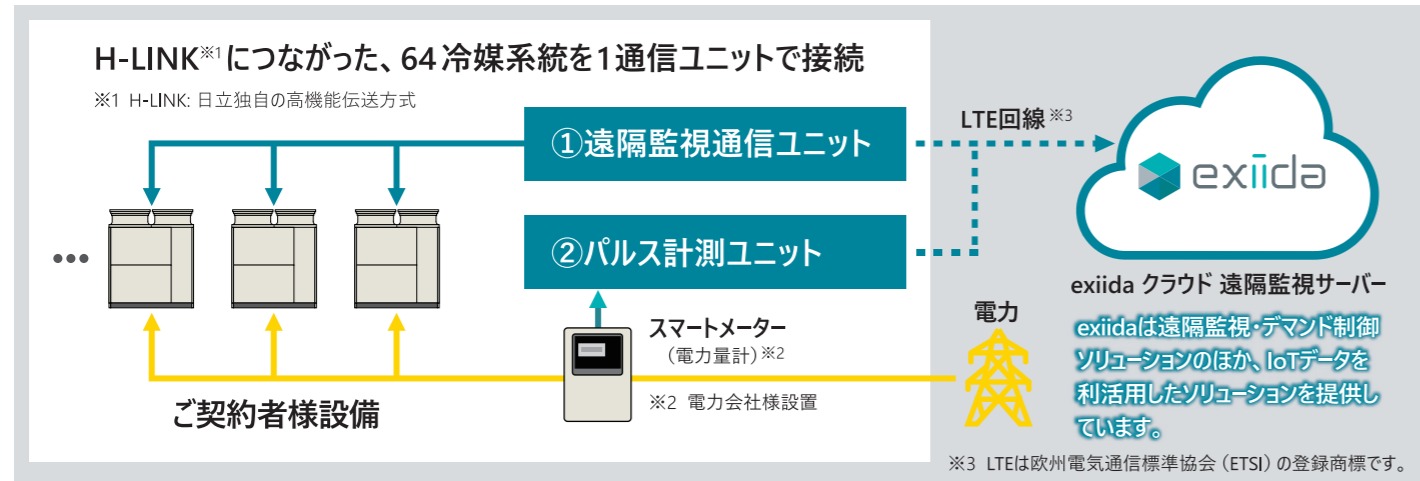 H-LINK※1につながった、64冷媒系統を1通信ユニットで接続
※1 H-LINK: 日立独自の高機能伝送方式
①遠隔監視通信ユニット
LTE回線※3
exiida
②パルス計測ユニット
exiida クラウド 遠隔監視サーバー
スマートメーター
（電力量計）※2
※2 電力会社様設置
電力
exiidaは遠隔監視・デマンド制御
ソリューションのほか、IoTデータを
利活用したソリューションを提供し
ています。
ご契約者様設備
※3 LTEは欧州電気通信標準協会（ETSI）の登録商標です。